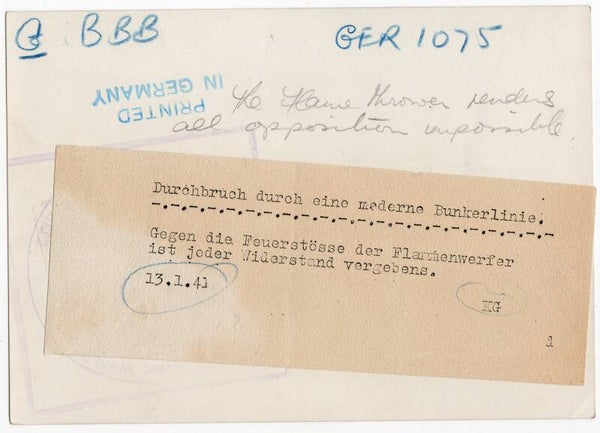 G BBB GER 1075
PRINTED
IN GERMANY
the Flame thrower renders
all opposition impossible.
Durchbruch durch eine moderne Bunkerlinie.
Gegen die Feuerstösse der Flammenwerfer
ist jeder Widerstand vergebens.
13.1.41
KG
1